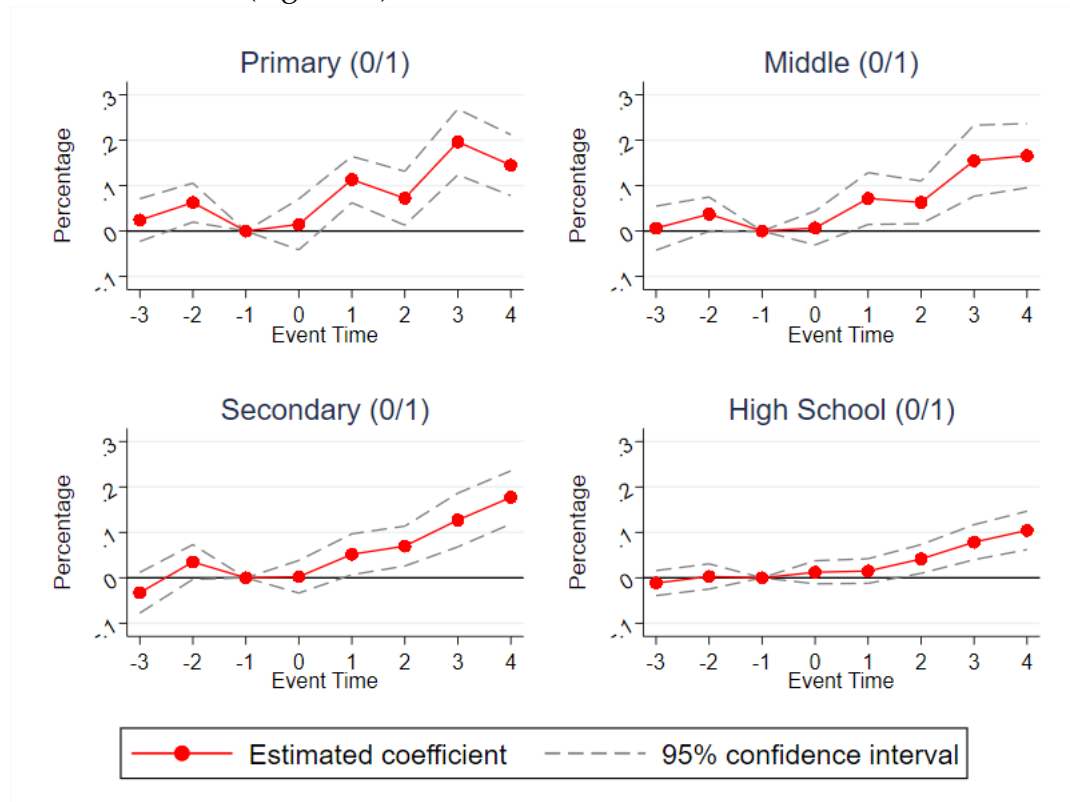 Primary (0/1)
Percentage
.3
.2
.1
0
-.1
-3 -2 -1 0 1 2 3 4
Event Time
Middle (0/1)
Percentage
.3
.2
.1
0
-.1
-3 -2 -1 0 1 2 3 4
Event Time
Secondary (0/1)
Percentage
.3
.2
.1
0
-.1
-3 -2 -1 0 1 2 3 4
Event Time
High School (0/1)
Percentage
.3
.2
.1
0
-.1
-3 -2 -1 0 1 2 3 4
Event Time
Estimated coefficient 95% confidence interval